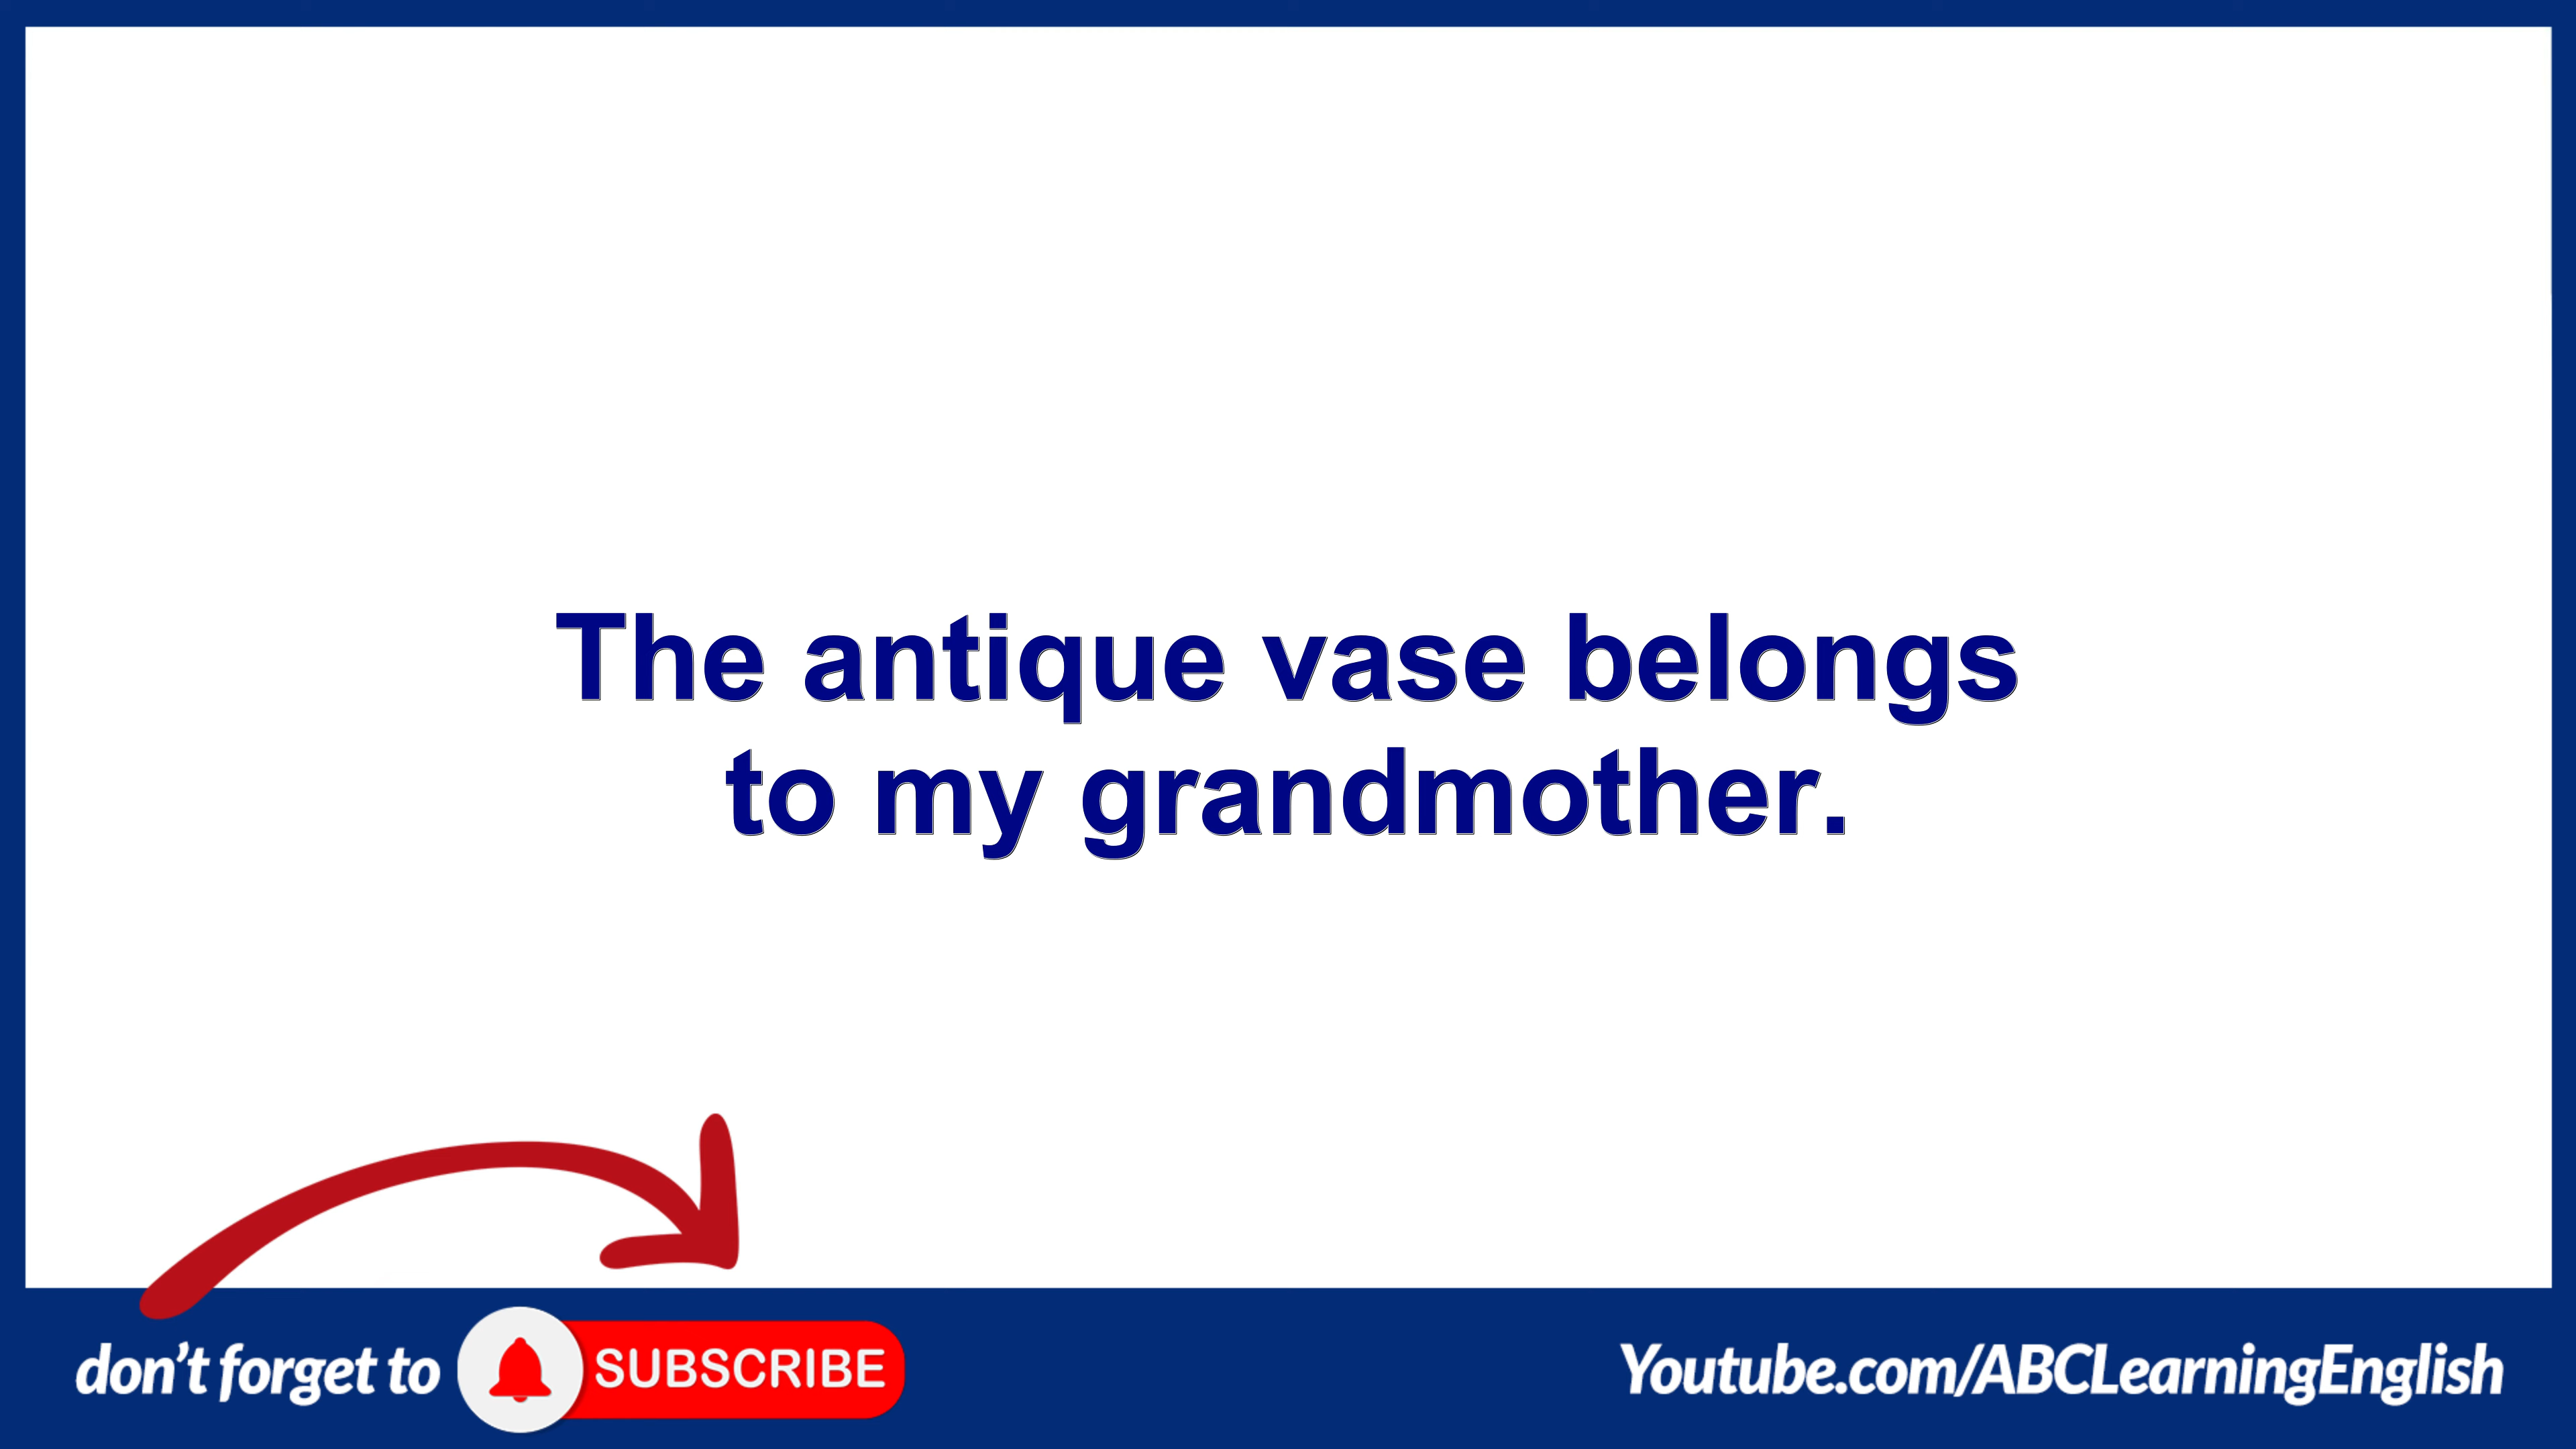 The antique vase belongs
to my grandmother.
don't forget to SUBSCRIBE
Youtube.com/ABCLearningEnglish